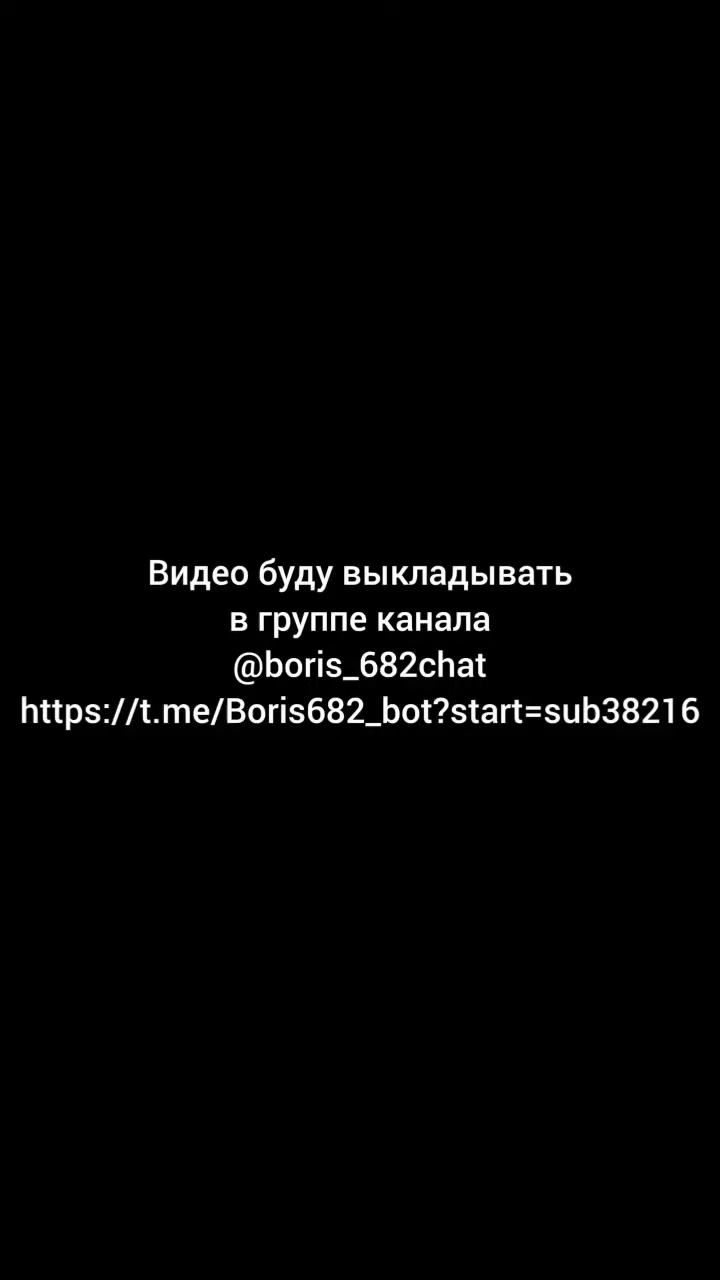 Видео буду выкладывать
в группе канала
@boris_682chat
https://t.me/Boris682_bot?start=sub38216